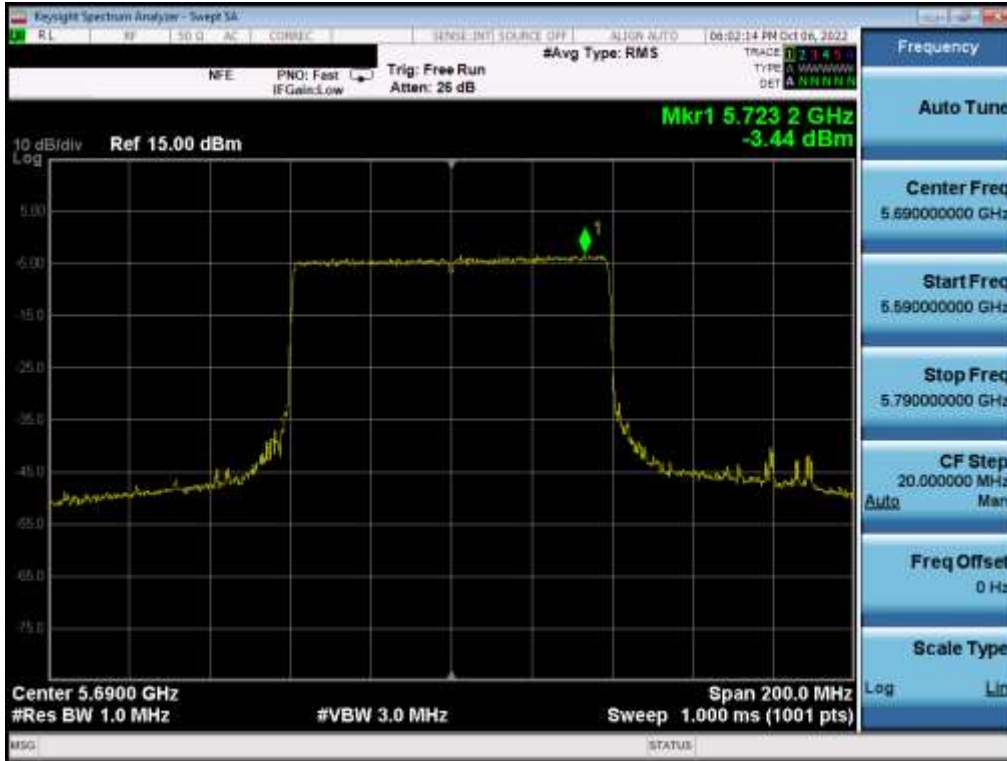 Keysight Spectrum Analyzer - Swept SA
RL RF 50 Ω AC CORREC SENSE:INT SOURCE OFF ALIGN AUTO 06:02:14 PM Oct 06, 2022
#Avg Type: RMS
TRACE 1 2 3 4 5 6
NFE PNO: Fast Trig: Free Run
TYPE A WWWWW
IFGain:Low Atten: 26 dB
DET A N N N N N
Mkr1 5.723 2 GHz
-3.44 dBm
10 dB/div Ref 15.00 dBm
Log
5.00
1
-5.00
-15.0
-25.0
-35.0
-45.0
-55.0
-65.0
-75.0
Center 5.6900 GHz Span 200.0 MHz
#Res BW 1.0 MHz #VBW 3.0 MHz Sweep 1.000 ms (1001 pts)
MSG STATUS
Frequency
Auto Tune
Center Freq
5.690000000 GHz
Start Freq
5.590000000 GHz
Stop Freq
5.790000000 GHz
CF Step
20.000000 MHz
Auto Man
Freq Offset
0 Hz
Scale Type
Log Lin